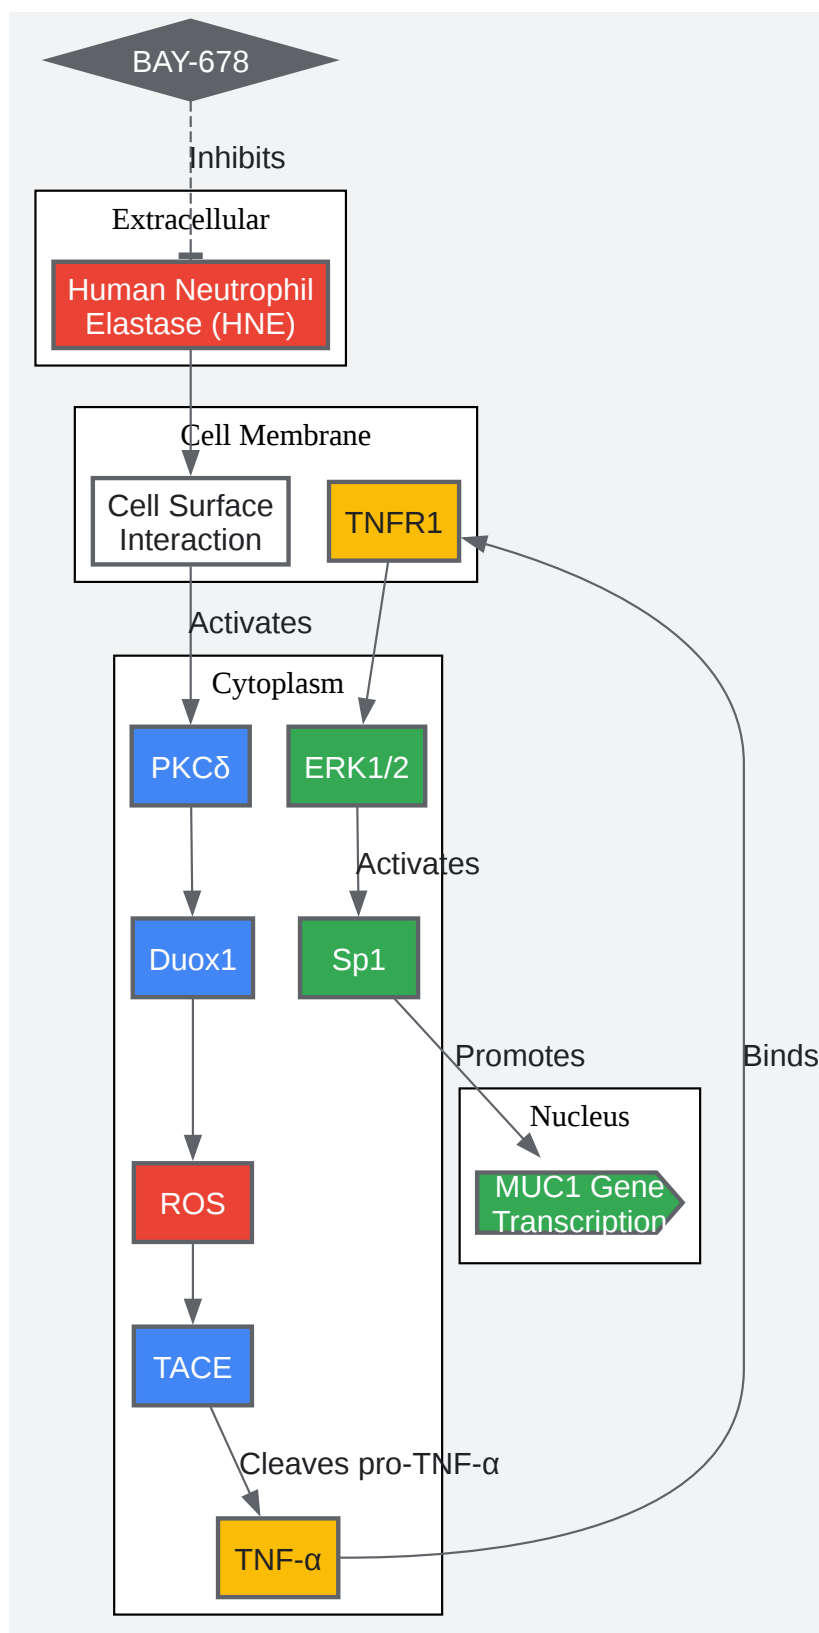 BAY-678
Inhibits
Extracellular
Human Neutrophil
Elastase (HNE)
Cell Membrane
Cell Surface
Interaction
TNFR1
Activates
Cytoplasm
PKCδ
ERK1/2
Activates
Duox1
Sp1
Promotes
Binds
Nucleus
MUC1 Gene
Transcription
ROS
TACE
Cleaves pro-TNF-α
TNF-α